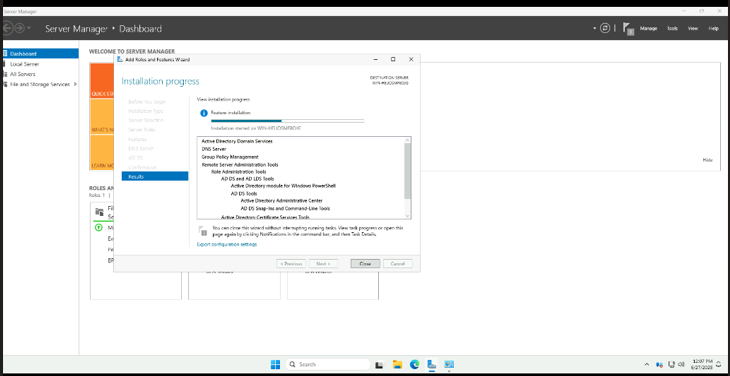 Server Manager
Server Manager • Dashboard
Manage Tools View Help
Dashboard
Local Server
All Servers
File and Storage Services
WELCOME TO SERVER MANAGER
QUICK S
WHAT'S N
LEARN MO
Hide
ROLES AN
Roles: 1
Add Roles and Features Wizard
Installation progress
DESTINATION SERVER
Before You Begin
Installation Type
Server Selection
Server Roles
Features
DNS Server
AD DS
Confirmation
Results
View installation progress
Feature installation
Installation started on
Active Directory Domain Services
DNS Server
Group Policy Management
Remote Server Administration Tools
Role Administration Tools
AD DS and AD LDS Tools
Active Directory module for Windows PowerShell
AD DS Tools
Active Directory Administrative Center
AD DS Snap-Ins and Command-Line Tools
Active Directory Certificate Services Tools
You can close this wizard without interrupting running tasks. View task progress or open this
page again by clicking Notifications in the command bar, and then Task Details.
Export configuration settings
< Previous Next > Close Cancel
Search
12:07 PM
6/27/2025